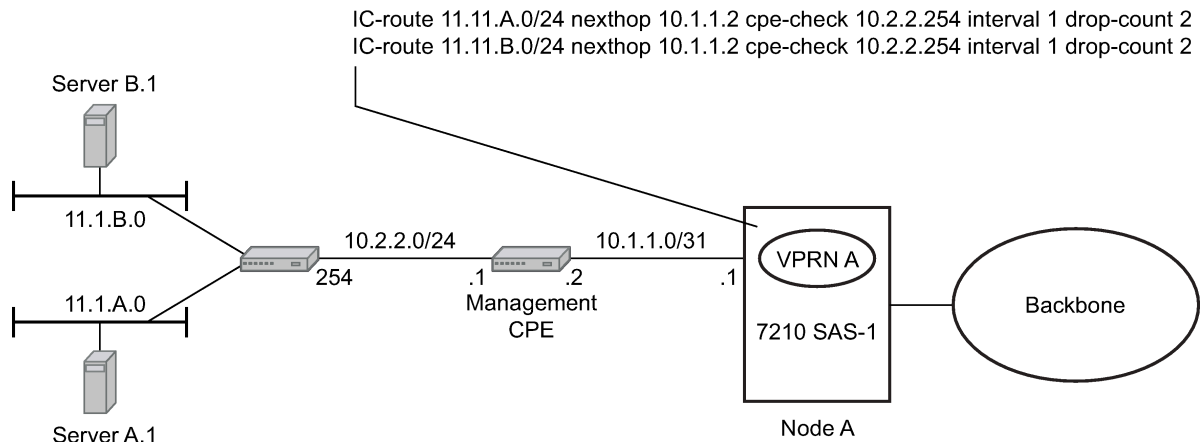 IC-route 11.11.A.0/24 nexthop 10.1.1.2 cpe-check 10.2.2.254 interval 1 drop-count 2
IC-route 11.11.B.0/24 nexthop 10.1.1.2 cpe-check 10.2.2.254 interval 1 drop-count 2
Server B.1
11.1.B.0
10.2.2.0/24
10.1.1.0/31
VPRN A
254
.1
.2
.1
Management
CPE
11.1.A.0
7210 SAS-1
Backbone
Server A.1
Node A